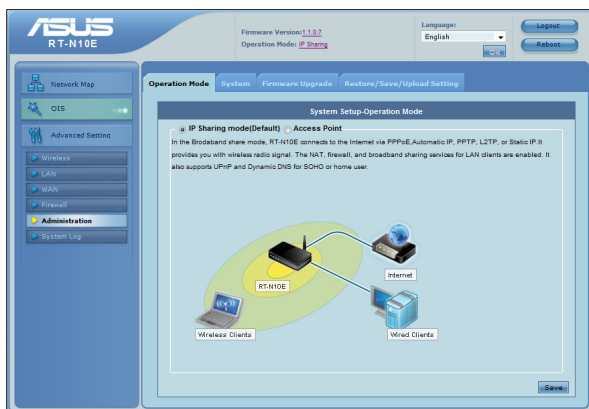 ASUS
RT-N10E
Firmware Version:1.1.0.7
Operation Mode: IP Sharing
Language:
English
OK
Logout
Reboot
Network Map
QIS
Advanced Setting
Wireless
LAN
WAN
Firewall
Administration
System Log
Operation Mode System Firmware Upgrade Restore/Save/Upload Setting
System Setup-Operation Mode
IP Sharing mode(Default) Access Point
In the Brodaband share mode, RT-N10E connects to the Internet via PPPoE,Automatic IP, PPTP, L2TP, or Static IP.It
provides you with wireless radio signal. The NAT, firewall, and broadband sharing services for LAN clients are enabled. It
also supports UPnP and Dynamic DNS for SOHO or home user.
Internet
RT-N10E
Wireless Clients
Wired Clients
Save